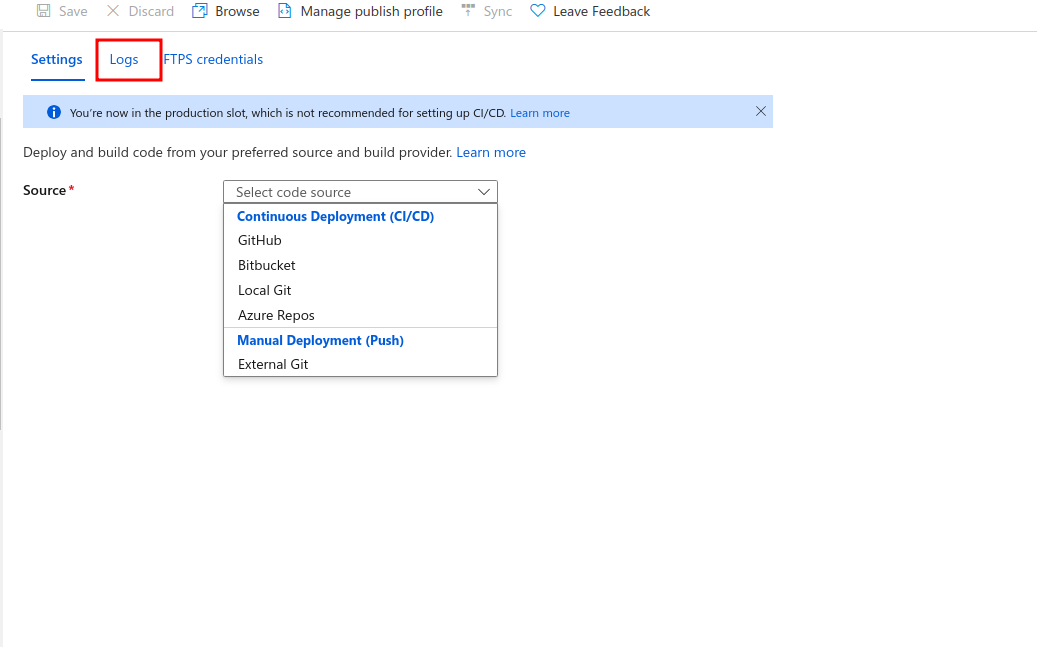 Save Discard Browse Manage publish profile Sync Leave Feedback
Settings Logs FTPS credentials
You're now in the production slot, which is not recommended for setting up CI/CD. Learn more
Deploy and build code from your preferred source and build provider. Learn more
Source* Select code source
Continuous Deployment (CI/CD)
GitHub
Bitbucket
Local Git
Azure Repos
Manual Deployment (Push)
External Git